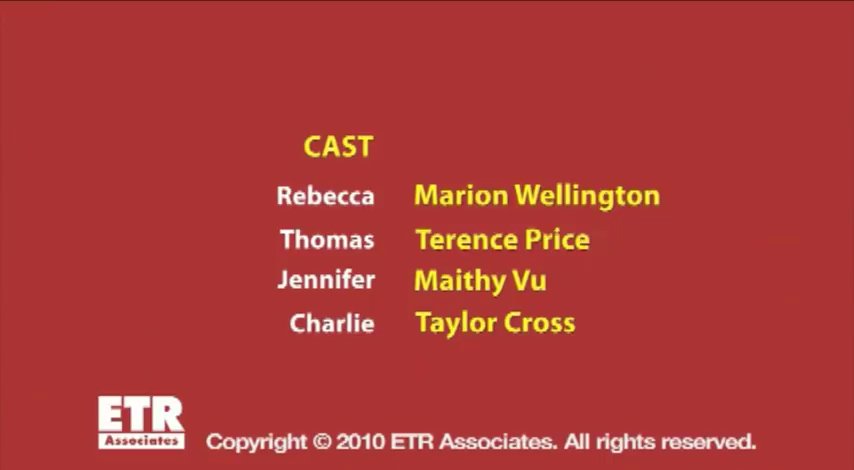 CAST
Rebecca Marion Wellington
Thomas Terence Price
Jennifer Maithy Vu
Charlie Taylor Cross
ETR
Associates
Copyright © 2010 ETR Associates. All rights reserved.